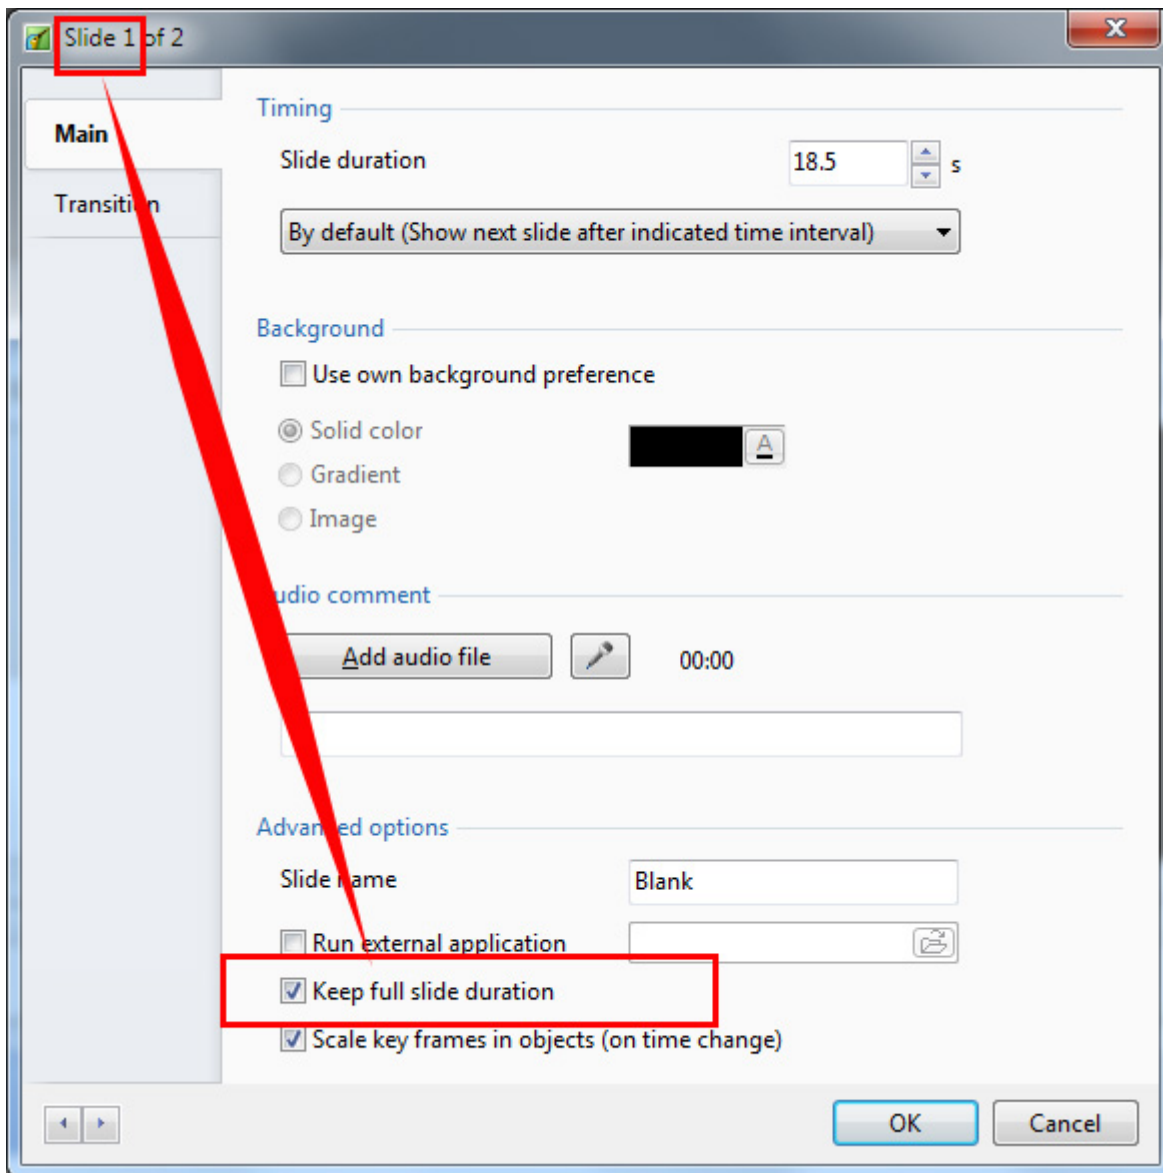 Slide 1 of 2
Main
Transition
Timing
Slide duration 18.5 s
By default (Show next slide after indicated time interval)
Background
Use own background preference
Solid color A
Gradient
Image
udio comment
Add audio file 00:00
Advanced options
Slide name Blank
Run external application
Keep full slide duration
Scale key frames in objects (on time change)
OK Cancel